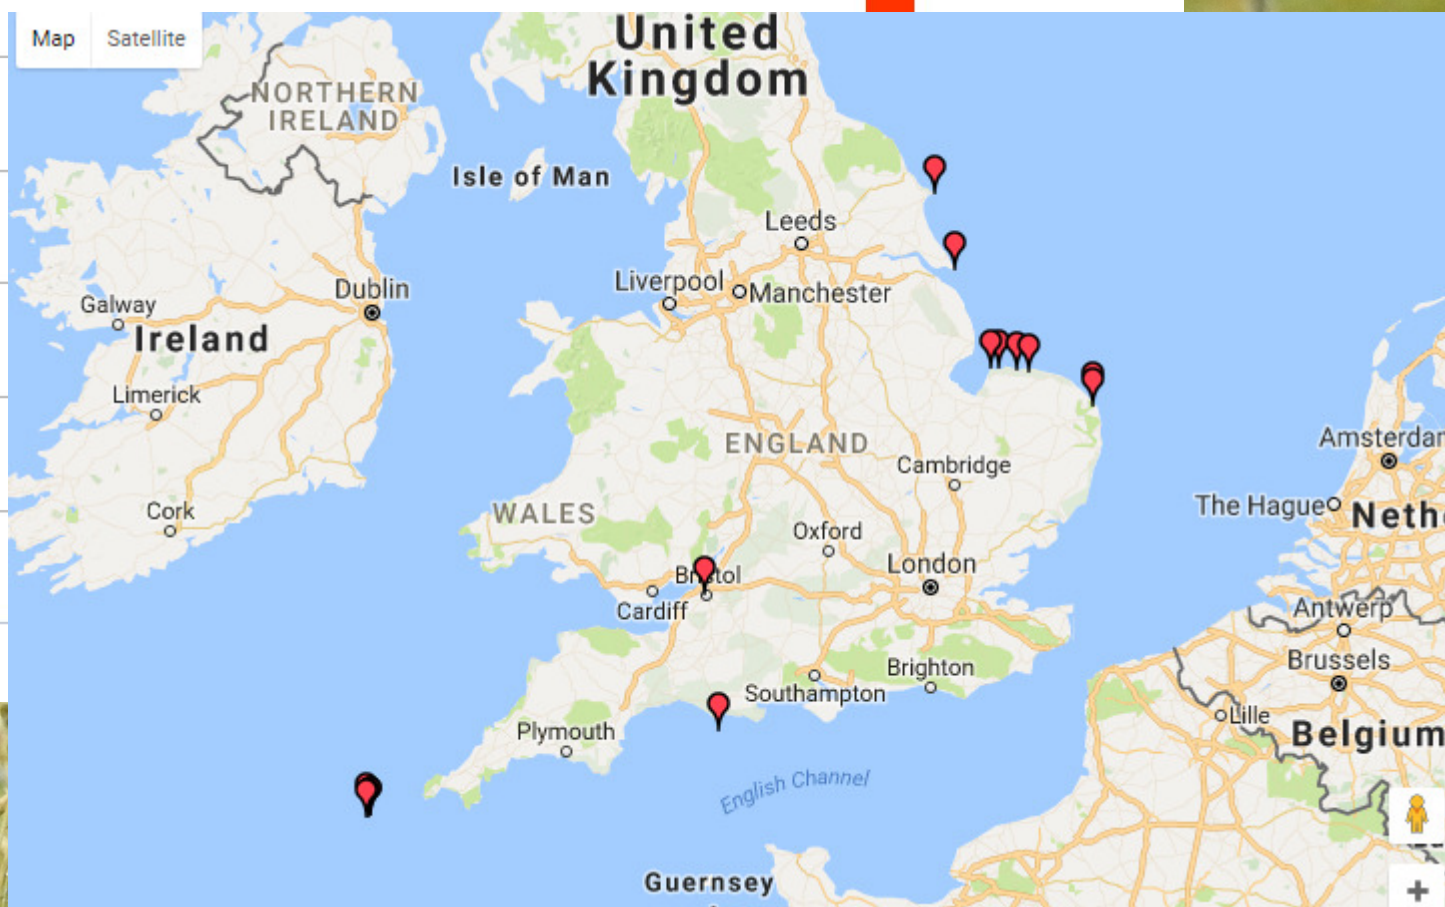 Map
Satellite
United
Kingdom
NORTHERN
IRELAND
Isle of Man
Leeds
Liverpool
Manchester
Dublin
Galway
Ireland
Limerick
Cork
ENGLAND
Cambridge
WALES
Oxford
London
Bristol
Cardiff
Amsterdam
The Hague
Neth
Antwerp
Brussels
Brighton
Southampton
Plymouth
Lille
Belgium
English Channel
Guernsey